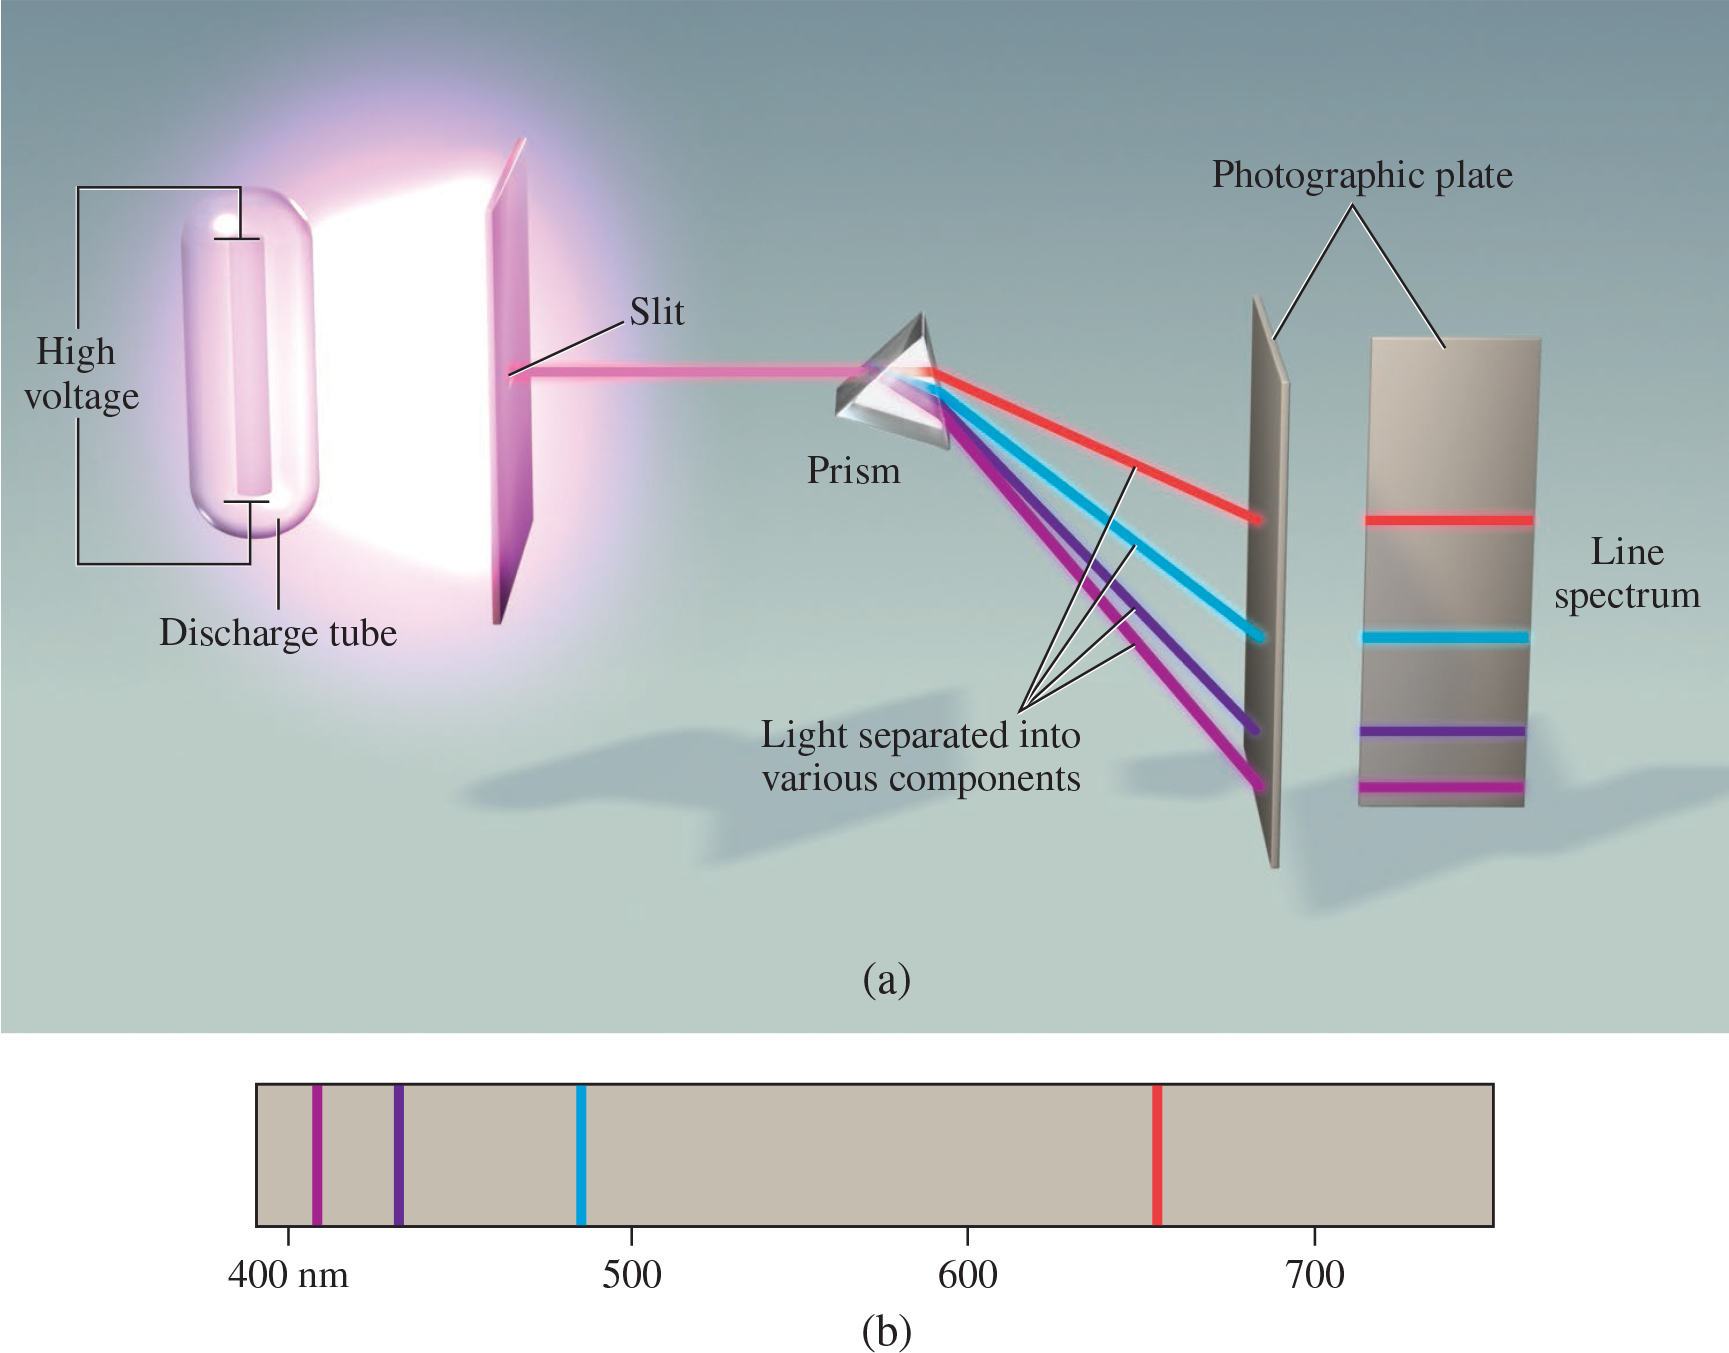 Photographic plate
Slit
High
voltage
Prism
Line
spectrum
Discharge tube
Light separated into
various components
(a)
400 nm
500
600
700
(b)